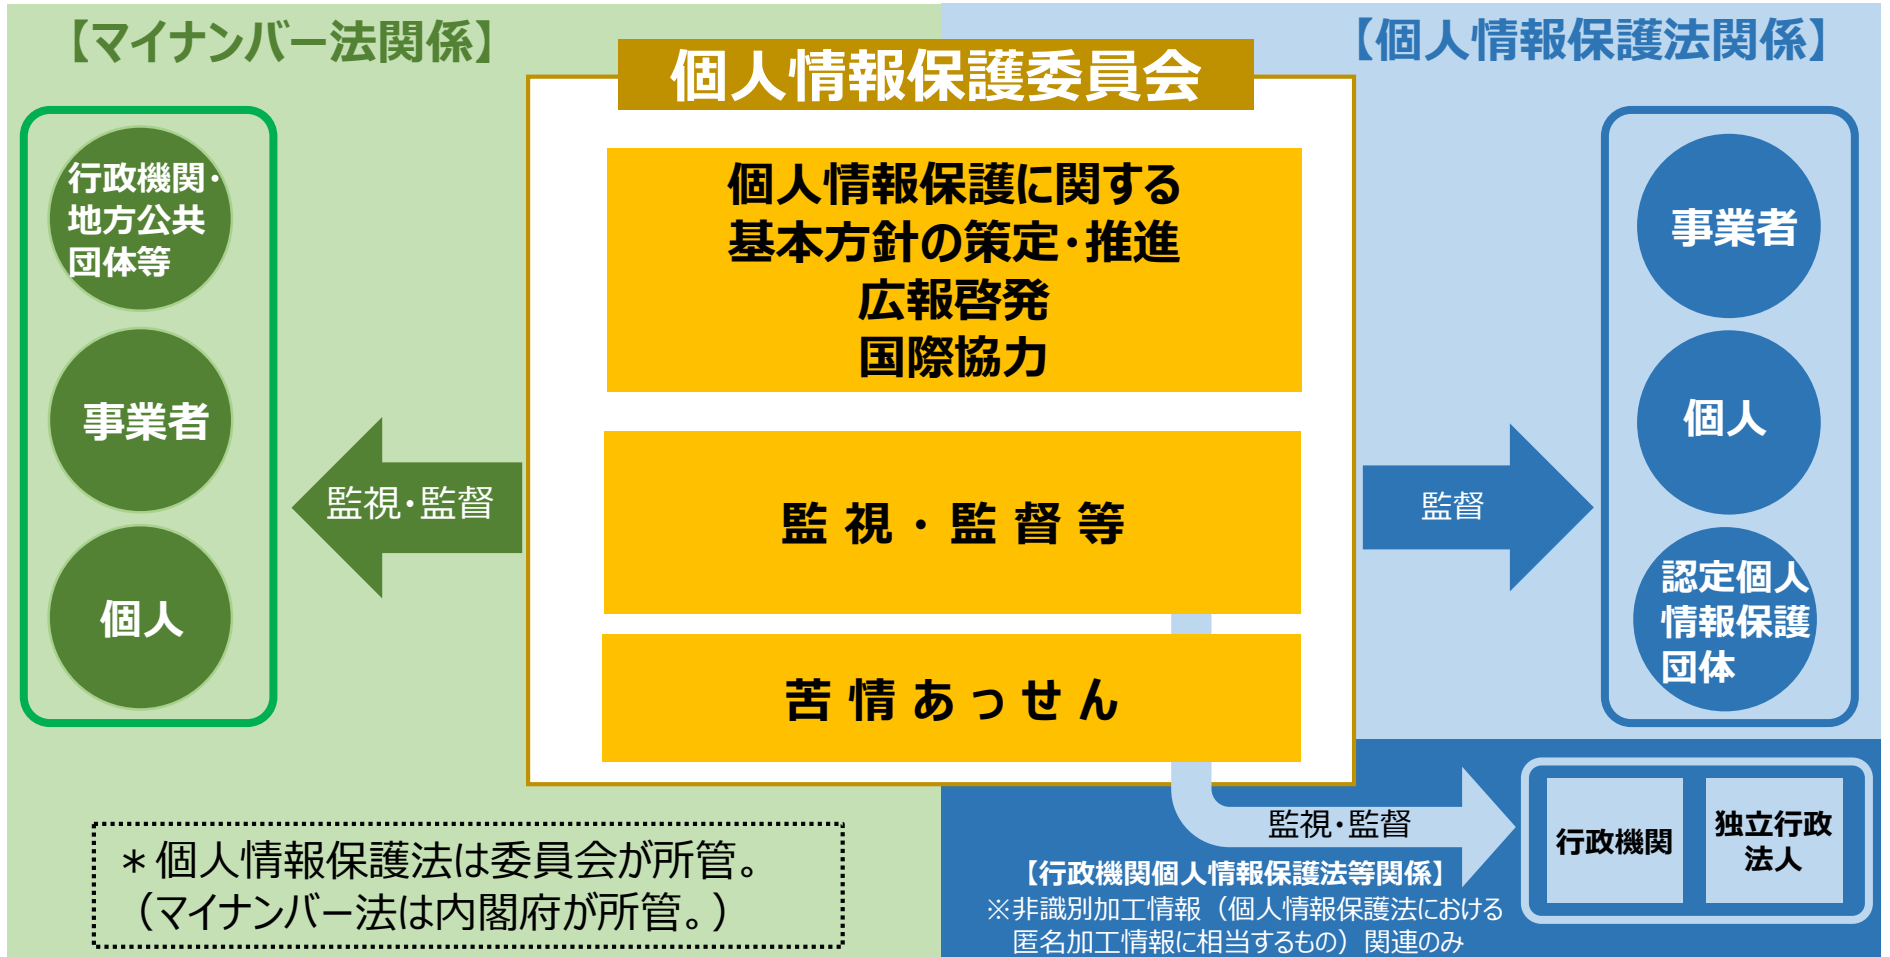 【マイナンバー法関係】
行政機関・
地方公共
団体等
事業者
個人
監視・監督
個人情報保護委員会
個人情報保護に関する
基本方針の策定・推進
広報啓発
国際協力
監視・監督等
苦情あっせん
【個人情報保護法関係】
監督
事業者
個人
認定個人
情報保護
団体
監視・監督
行政機関
独立行政
法人
【行政機関個人情報保護法等関係】
※非識別加工情報（個人情報保護法における
匿名加工情報に相当するもの）関連のみ
＊個人情報保護法は委員会が所管。
（マイナンバー法は内閣府が所管。）